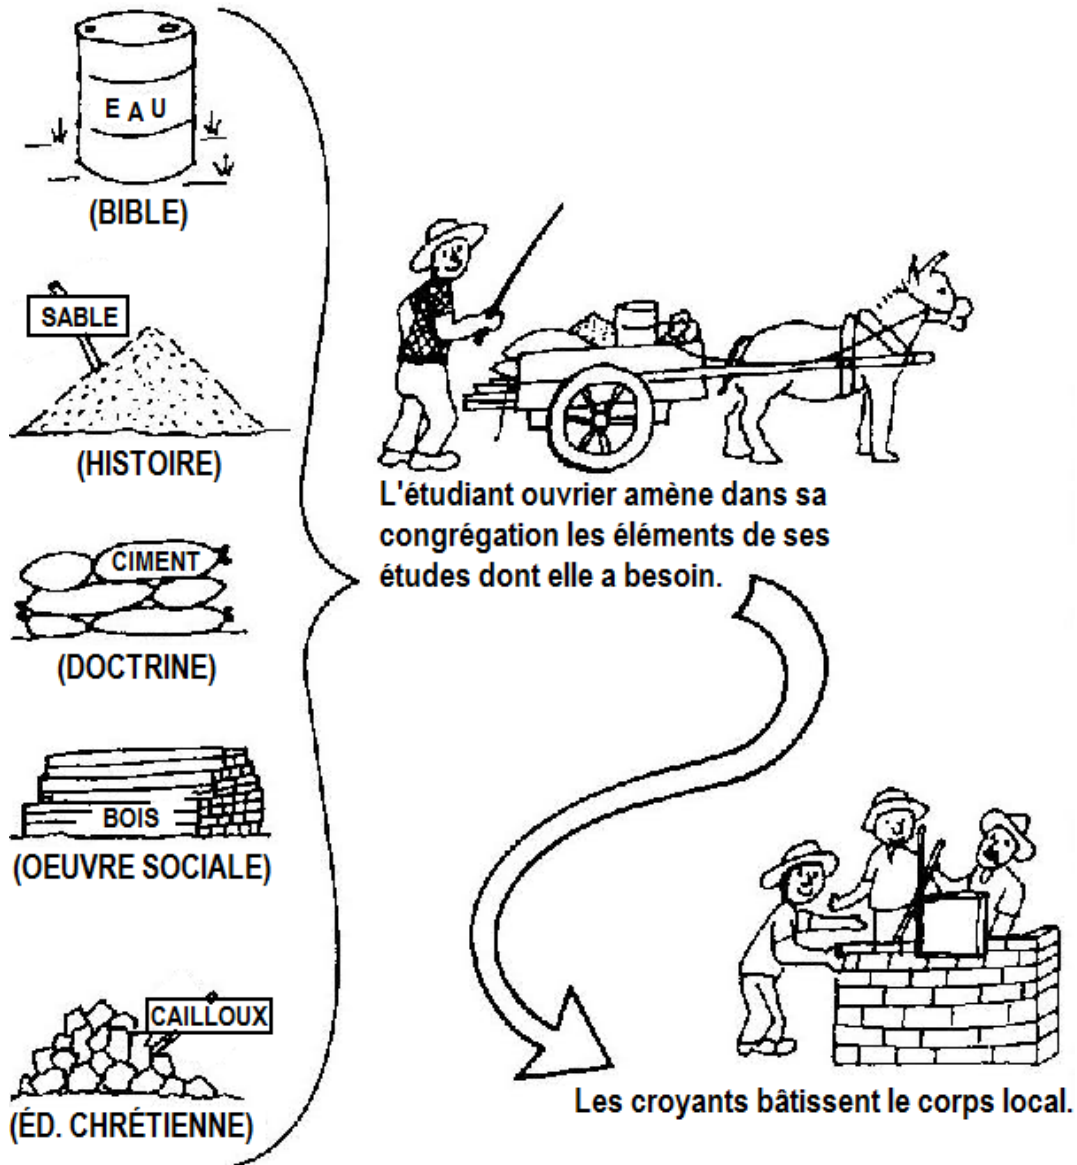 EAU
(BIBLE)
SABLE
(HISTOIRE)
CIMENT
(DOCTRINE)
BOIS
(OEUVRE SOCIALE)
CAILLOUX
(ÉD. CHRÉTIENNE)
L'étudiant ouvrier amène dans sa
congrégation les éléments de ses
études dont elle a besoin.
Les croyants bâtissent le corps local.